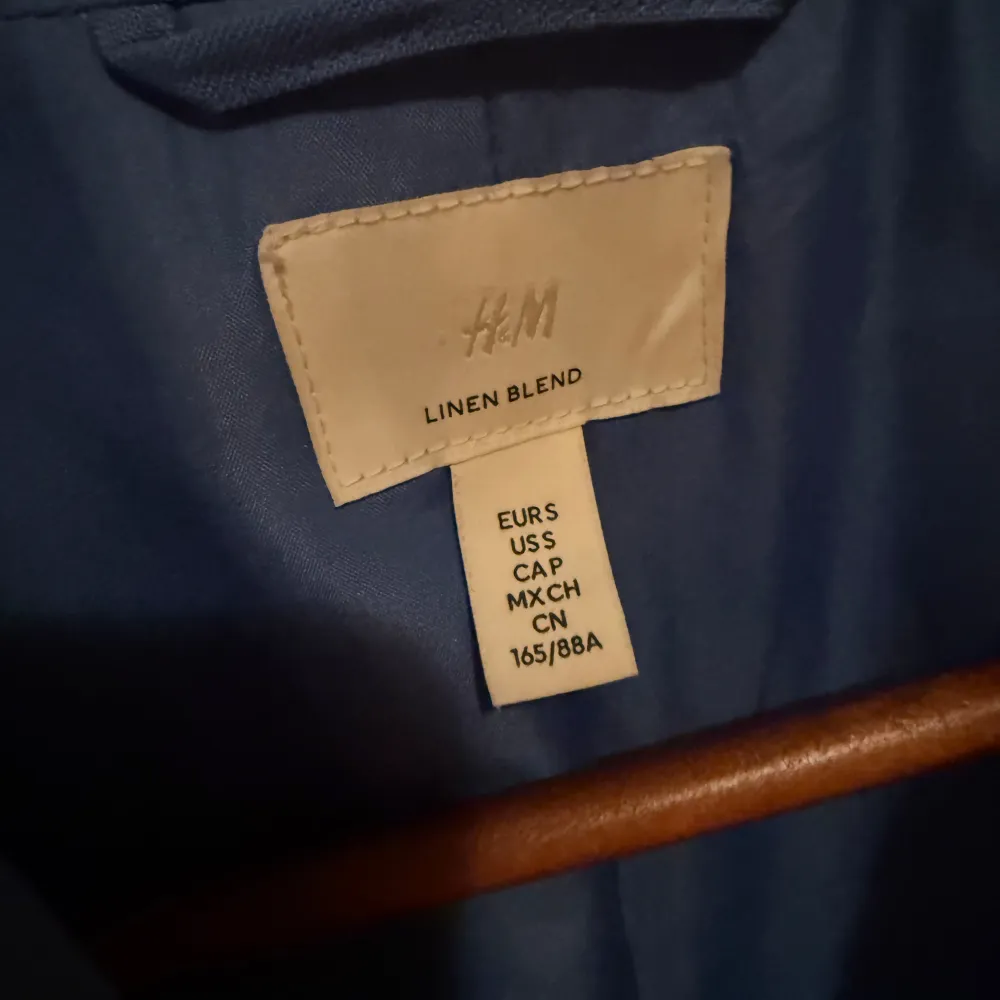 H&M
LINEN BLEND
EUR S
US S
CA P
MX CH
CN
165/88A